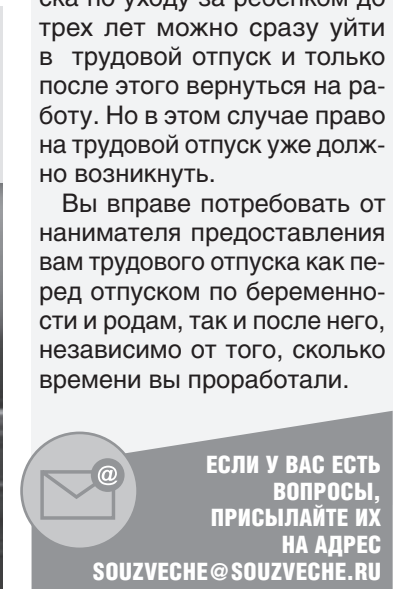 ска по уходу за ребенком до
трех лет можно сразу уйти
в трудовой отпуск и только
после этого вернуться на ра-
боту. Но в этом случае право
на трудовой отпуск уже долж-
но возникнуть.
Вы вправе потребовать от
нанимателя предоставления
вам трудового отпуска как пе-
ред отпуском по беременно-
сти и родам, так и после него,
независимо от того, сколько
времени вы проработали.
@
ЕСЛИ У ВАС ЕСТЬ
ВОПРОСЫ,
ПРИСЫЛАЙТЕ ИХ
НА АДРЕС
SOUZVECHE@SOUZVECHE.RU